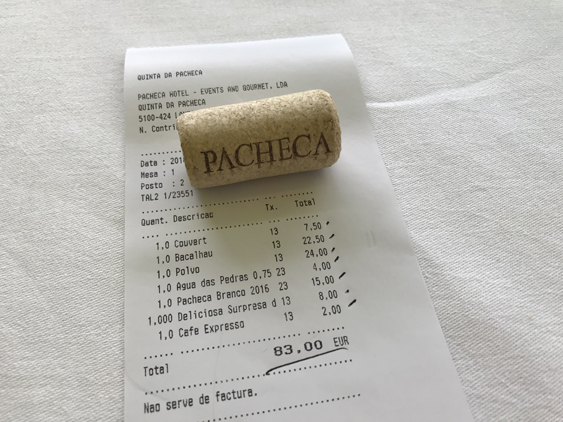 QUINTA DA PACHECA
PACHECA HOTEL - EVENTS AND GOURMET, LDA
QUINTA DA PACHECA
5100-424
N. Contri
PACHECA
Data :
Mesa : 1
Posto : 2
TAL2 1/23551
Quant. Descricao Tx. Total
1,0 Couvert 13 7,50
1,0 Bacalhau 13 22,50
1,0 Polvo 13 24,00
1,0 Agua das Pedras 0,75 23 4,00
1,0 Pacheca Branco 2016 23 15,00
1,000 Deliciosa Surpresa d 13 8,00
1,0 Cafe Expresso 13 2,00
Total 83,00 EUR
Nao serve de factura.